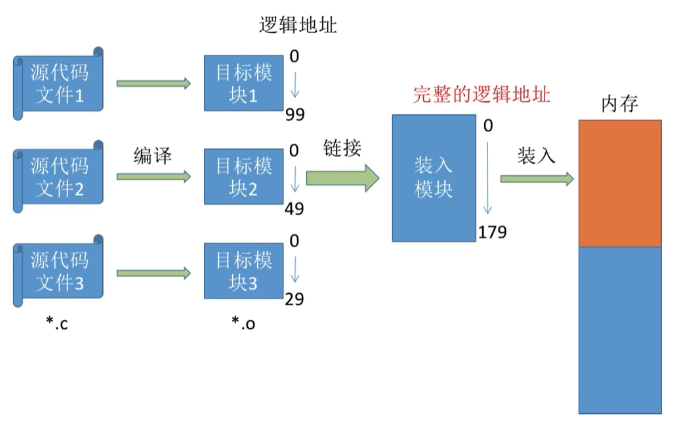 逻辑地址
源代码
文件1
目标模
块1
0
99
源代码
文件2
编译
目标模
块2
0
49
链接
源代码
文件3
目标模
块3
0
29
*.c
*.o
完整的逻辑地址
装入
模块
0
179
装入
内存